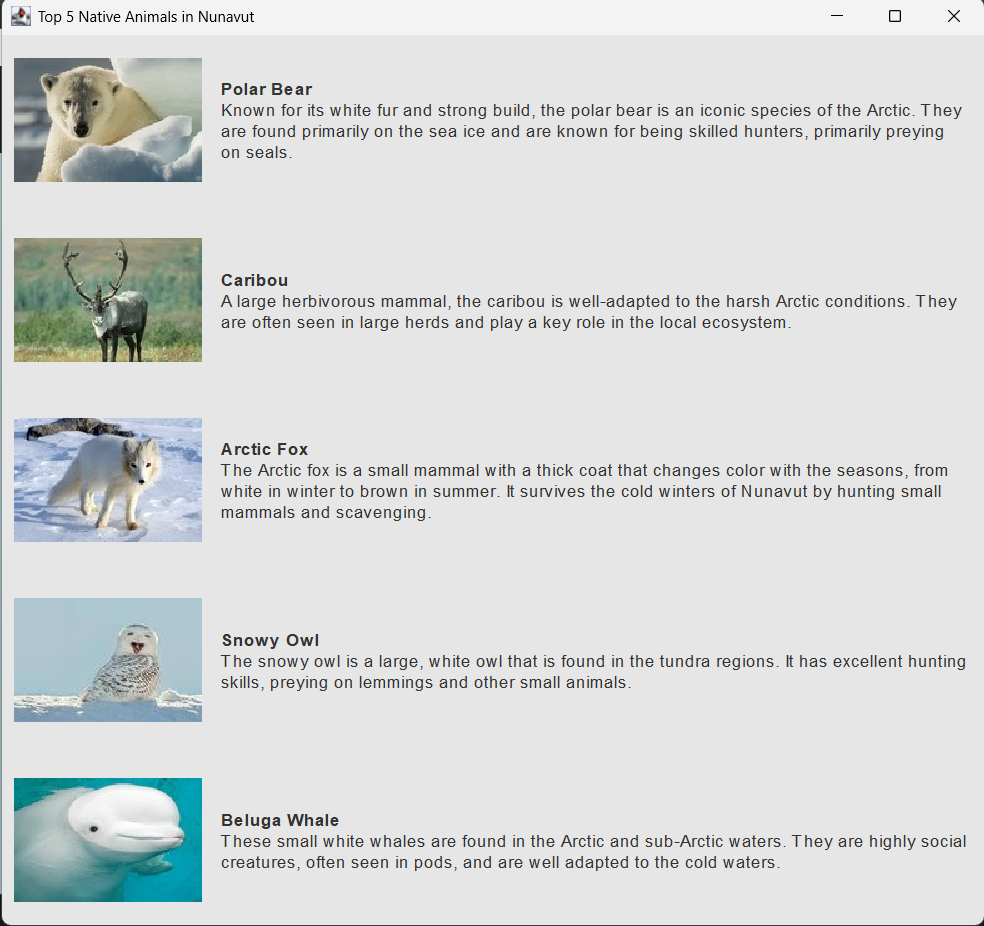 Top 5 Native Animals in Nunavut
Polar Bear
Known for its white fur and strong build, the polar bear is an iconic species of the Arctic. They
are found primarily on the sea ice and are known for being skilled hunters, primarily preying
on seals.
Caribou
A large herbivorous mammal, the caribou is well-adapted to the harsh Arctic conditions. They
are often seen in large herds and play a key role in the local ecosystem.
Arctic Fox
The Arctic fox is a small mammal with a thick coat that changes color with the seasons, from
white in winter to brown in summer. It survives the cold winters of Nunavut by hunting small
mammals and scavenging.
Snowy Owl
The snowy owl is a large, white owl that is found in the tundra regions. It has excellent hunting
skills, preying on lemmings and other small animals.
Beluga Whale
These small white whales are found in the Arctic and sub-Arctic waters. They are highly social
creatures, often seen in pods, and are well adapted to the cold waters.